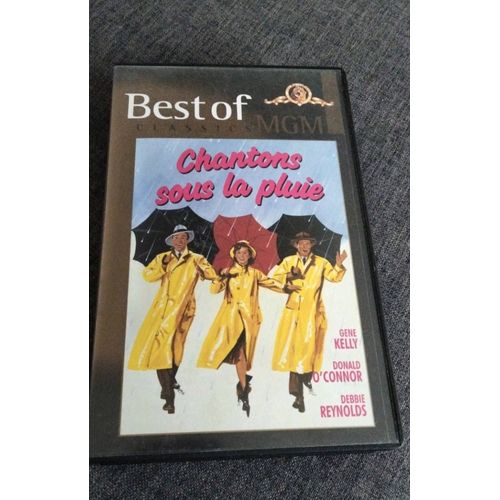 Best of
CLASSICS MGM
Chantons
sous la pluie
GENE
KELLY
DONALD
O'CONNOR
DEBBIE
REYNOLDS